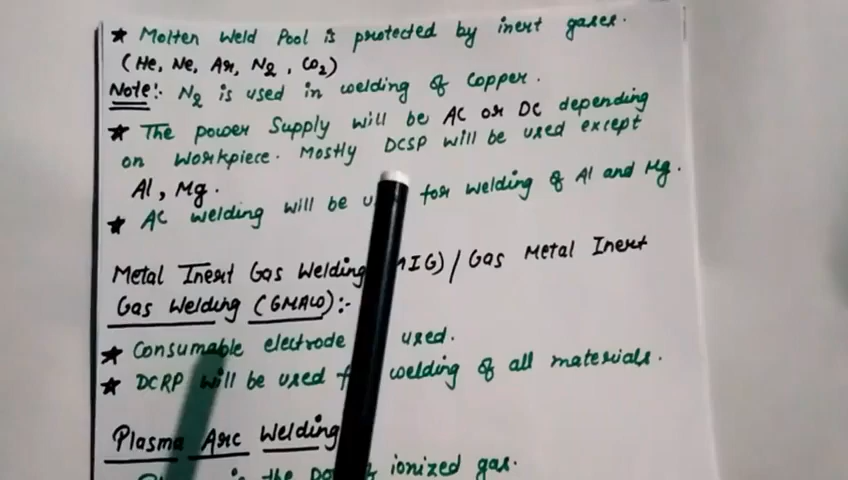 ★ Molten Weld Pool is protected by inert gases.
(He, Ne, Ar, N2, CO2)
Note:- N2 is used in welding of Copper.
★ The power Supply will be AC or DC depending
on Workpiece. Mostly DCSP will be used except
Al, Mg.
★ AC welding will be for welding of Al and Mg.
Metal Inert Gas Welding MIG) / Gas Metal Inert
Gas Welding (GMAW):-
★ Consumable electrode used.
★ DCRP will be used welding of all materials.
Plasma Arc Welding
the ionized gas.